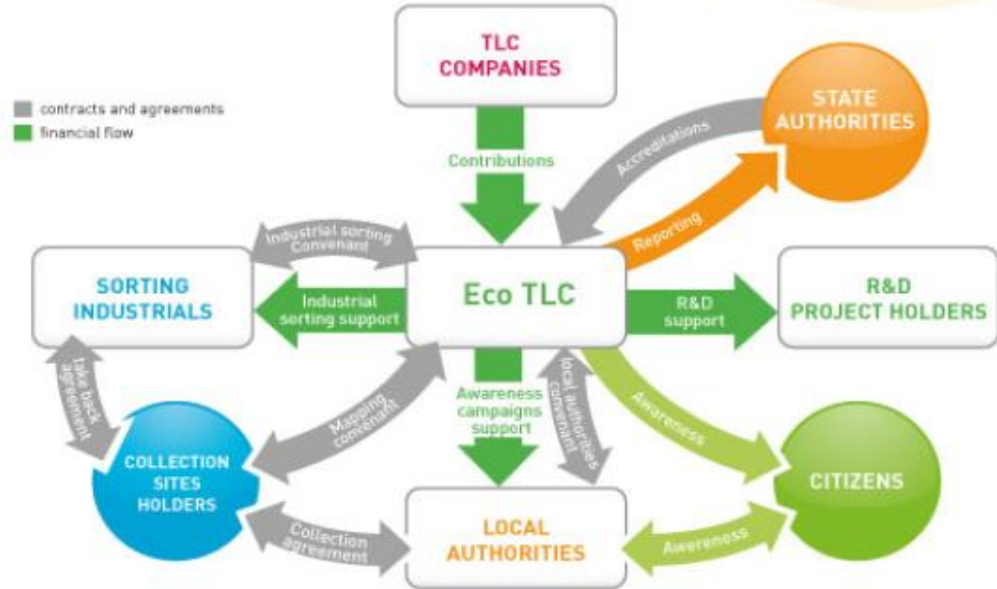 TLC
COMPANIES
contracts and agreements
financial flow
STATE
AUTHORITIES
Contributions
Accreditations
Reporting
Industrial sorting
Convenant
SORTING
INDUSTRIALS
Industrial
sorting support
Eco TLC
R&D
support
R&D
PROJECT HOLDERS
take back
agreement
Mapping
convenant
Awareness
campaigns
support
local authorities
convenant
Awareness
COLLECTION
SITES
HOLDERS
CITIZENS
Collection
agreement
LOCAL
AUTHORITIES
Awereness